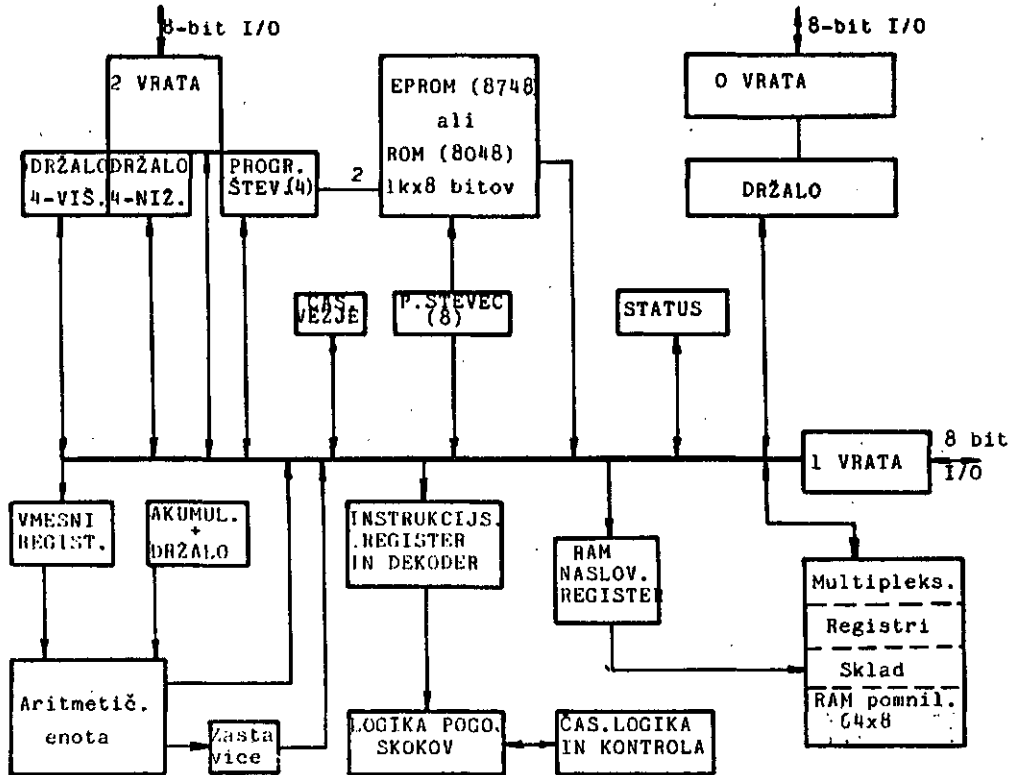 8-bit I/O
2 VRATA
DRŽALO
4-VIŠ.
DRŽALO
4-NIŽ.
PROGR.
ŠTEV.(4)
2
EPROM (8748)
ali
ROM (8048)
1kx8 bitov
8-bit I/O
0 VRATA
DRŽALO
ČAS.
VEZJE
P.ŠTEVEC
(8)
STATUS
1 VRATA
8 bit
I/O
VMESNI
REGIST.
AKUMUL.
+
DRŽALO
INSTRUKCIJS.
.REGISTER
IN DEKODER
RAM
NASLOV.
REGISTER
Multipleks.
Registri
Sklad
RAM pomnil.
64x8
Aritmetič.
enota
Zasta
vice
LOGIKA POGO.
SKOKOV
ČAS.LOGIKA
IN KONTROLA